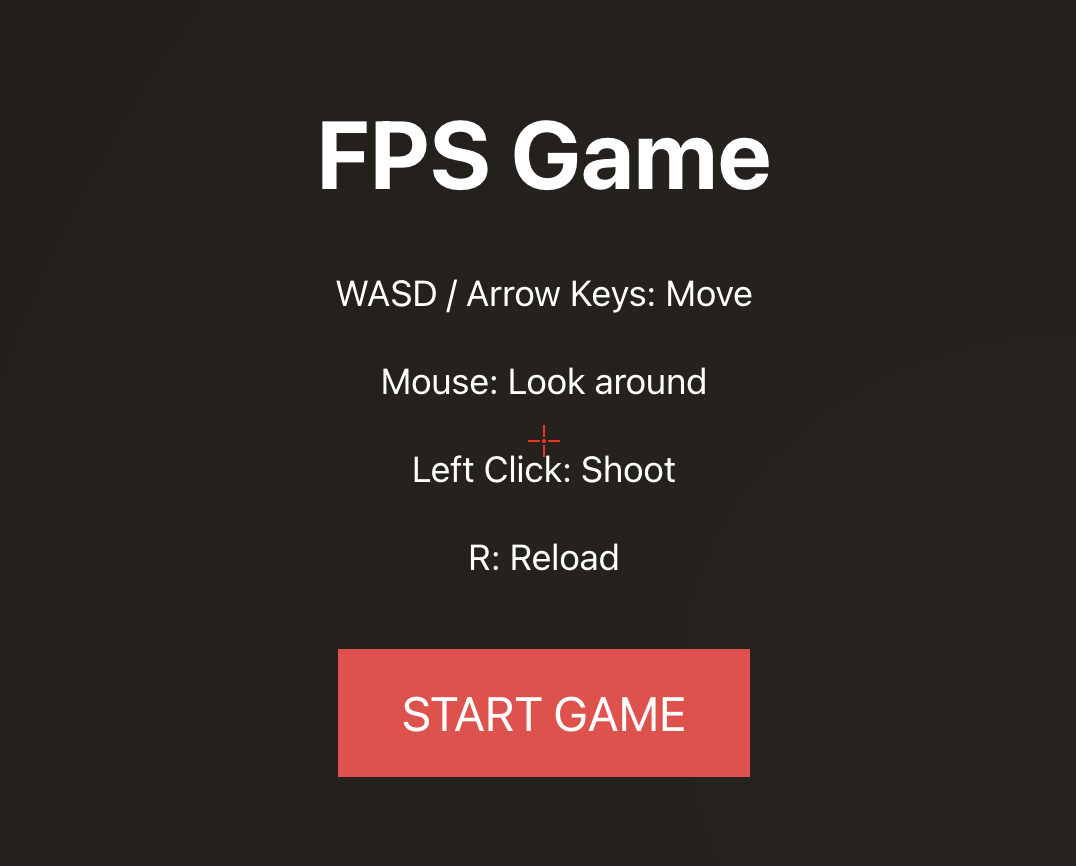 FPS Game
WASD / Arrow Keys: Move
Mouse: Look around
Left Click: Shoot
R: Reload
START GAME